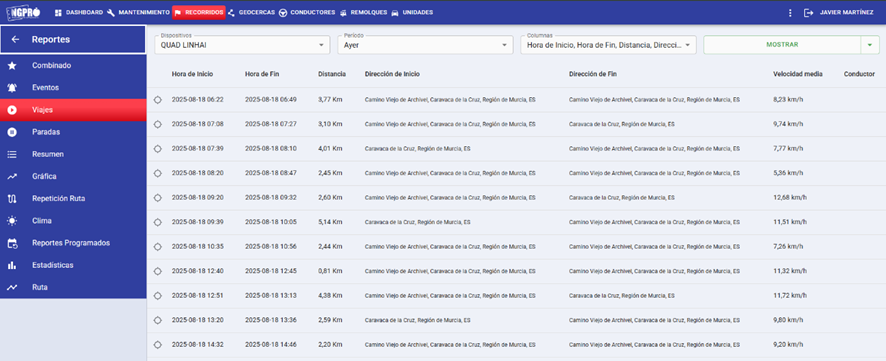 NGPRO DASHBOARD MANTENIMIENTO RECORRIDOS GEOCERCAS CONDUCTORES REMOLQUES UNIDADES JAVIER MARTÍNEZ
Reportes
Combinado
Eventos
Viajes
Paradas
Resumen
Gráfica
Repetición Ruta
Clima
Reportes Programados
Estadísticas
Ruta
Dispositivos Periodo Columnas
QUAD LINHAI Ayer Hora de Inicio, Hora de Fin, Distancia, Direcci... MOSTRAR
Hora de Inicio Hora de Fin Distancia Dirección de Inicio Dirección de Fin Velocidad media Conductor
2025-08-18 06:22 2025-08-18 06:49 3,77 Km Camino Viejo de Archivel, Caravaca de la Cruz, Región de Murcia, ES Camino Viejo de Archivel, Caravaca de la Cruz, Región de Murcia, ES 8,23 km/h
2025-08-18 07:08 2025-08-18 07:27 3,10 Km Camino Viejo de Archivel, Caravaca de la Cruz, Región de Murcia, ES Caravaca de la Cruz, Región de Murcia, ES 9,74 km/h
2025-08-18 07:39 2025-08-18 08:10 4,01 Km Caravaca de la Cruz, Región de Murcia, ES Camino Viejo de Archivel, Caravaca de la Cruz, Región de Murcia, ES 7,77 km/h
2025-08-18 08:20 2025-08-18 08:47 2,45 Km Camino Viejo de Archivel, Caravaca de la Cruz, Región de Murcia, ES Camino Viejo de Archivel, Caravaca de la Cruz, Región de Murcia, ES 5,36 km/h
2025-08-18 09:20 2025-08-18 09:32 2,60 Km Camino Viejo de Archivel, Caravaca de la Cruz, Región de Murcia, ES Caravaca de la Cruz, Región de Murcia, ES 12,68 km/h
2025-08-18 09:39 2025-08-18 10:05 5,14 Km Caravaca de la Cruz, Región de Murcia, ES Camino Viejo de Archivel, Caravaca de la Cruz, Región de Murcia, ES 11,51 km/h
2025-08-18 10:35 2025-08-18 10:56 2,44 Km Camino Viejo de Archivel, Caravaca de la Cruz, Región de Murcia, ES Camino Viejo de Archivel, Caravaca de la Cruz, Región de Murcia, ES 7,26 km/h
2025-08-18 12:40 2025-08-18 12:45 0,81 Km Camino Viejo de Archivel, Caravaca de la Cruz, Región de Murcia, ES Camino Viejo de Archivel, Caravaca de la Cruz, Región de Murcia, ES 11,32 km/h
2025-08-18 12:51 2025-08-18 13:13 4,38 Km Camino Viejo de Archivel, Caravaca de la Cruz, Región de Murcia, ES Caravaca de la Cruz, Región de Murcia, ES 11,72 km/h
2025-08-18 13:20 2025-08-18 13:36 2,59 Km Caravaca de la Cruz, Región de Murcia, ES Camino Viejo de Archivel, Caravaca de la Cruz, Región de Murcia, ES 9,80 km/h
2025-08-18 14:32 2025-08-18 14:46 2,20 Km Camino Viejo de Archivel, Caravaca de la Cruz, Región de Murcia, ES Camino Viejo de Archivel, Caravaca de la Cruz, Región de Murcia, ES 9,20 km/h